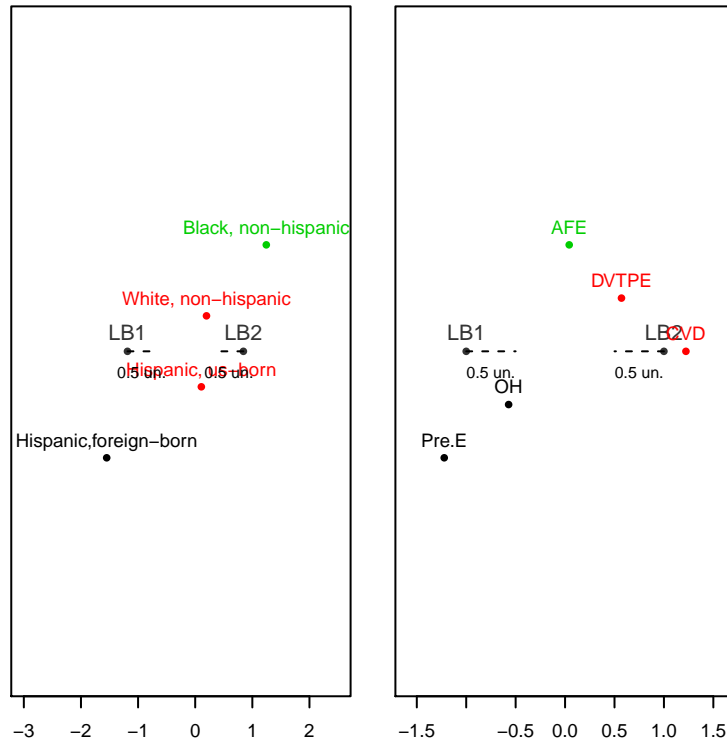 Black, non−hispanic
White, non−hispanic
LB1
LB2
0.5 un.
0.5 un.
Hispanic, us−born
Hispanic,foreign−born
−3
−2
−1
0
1
2
AFE
DVTPE
LB1
LB2
CVD
0.5 un.
0.5 un.
OH
Pre.E
−1.5
−0.5
0.0
0.5
1.0
1.5